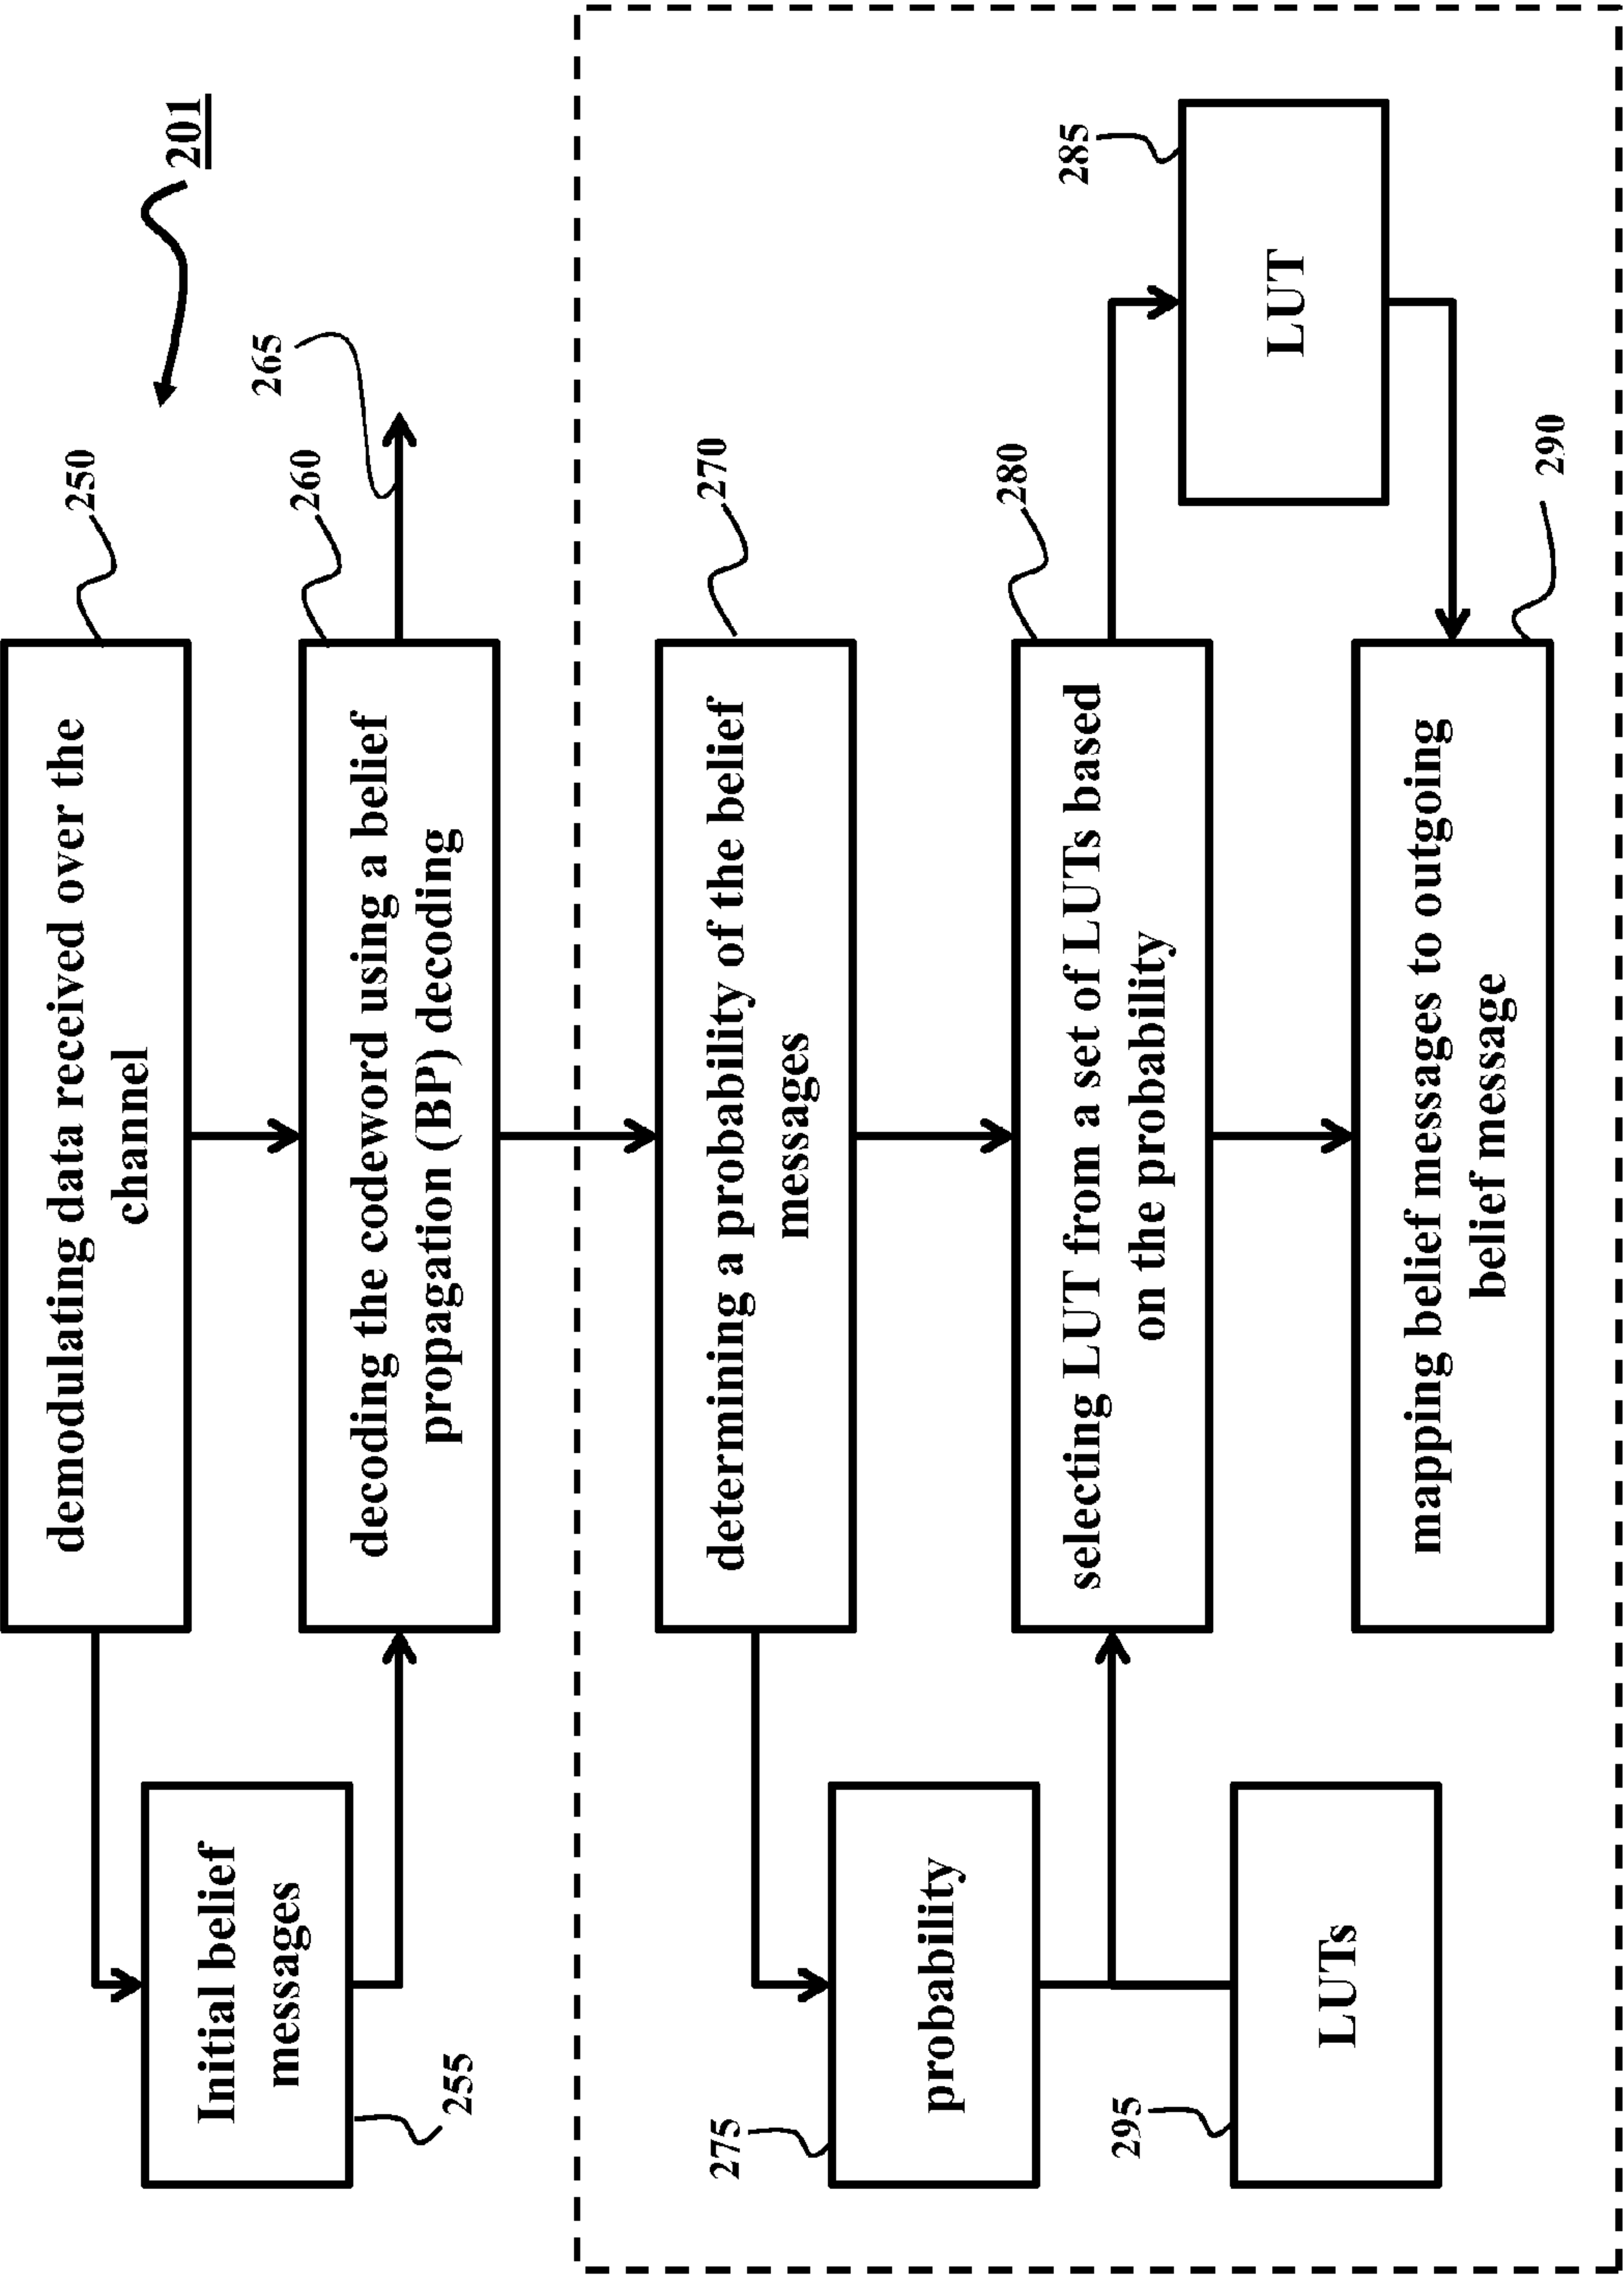 201
demodulating data received over the
channel
250
Initial belief
messages
255
decoding the codeword using a belief
propagation (BP) decoding
260
265
determining a probability of the belief
messages
270
probability
275
selecting LUT from a set of LUTs based
on the probability
280
LUT
285
LUTs
295
mapping belief messages to outgoing
belief message
290